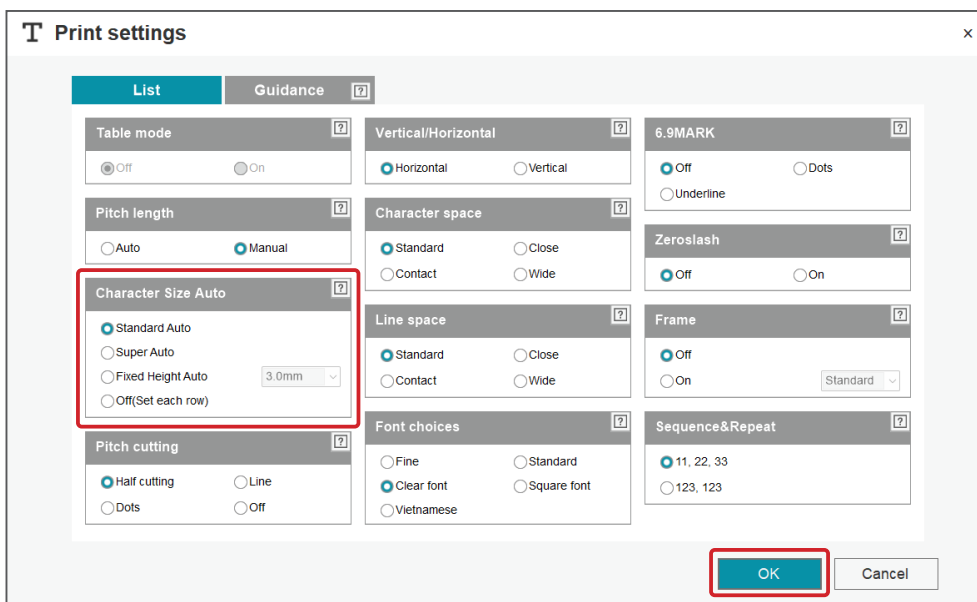 T Print settings
×
List
Guidance ?
Table mode ?
Off On
Pitch length ?
Auto Manual
Character Size Auto ?
Standard Auto
Super Auto
Fixed Height Auto 3.0mm
Off(Set each row)
Pitch cutting ?
Half cutting Line
Dots Off
Vertical/Horizontal ?
Horizontal Vertical
Character space ?
Standard Close
Contact Wide
Line space ?
Standard Close
Contact Wide
Font choices ?
Fine Standard
Clear font Square font
Vietnamese
6.9MARK ?
Off Dots
Underline
Zeroslash ?
Off On
Frame ?
Off
On Standard
Sequence&Repeat ?
11, 22, 33
123, 123
OK Cancel